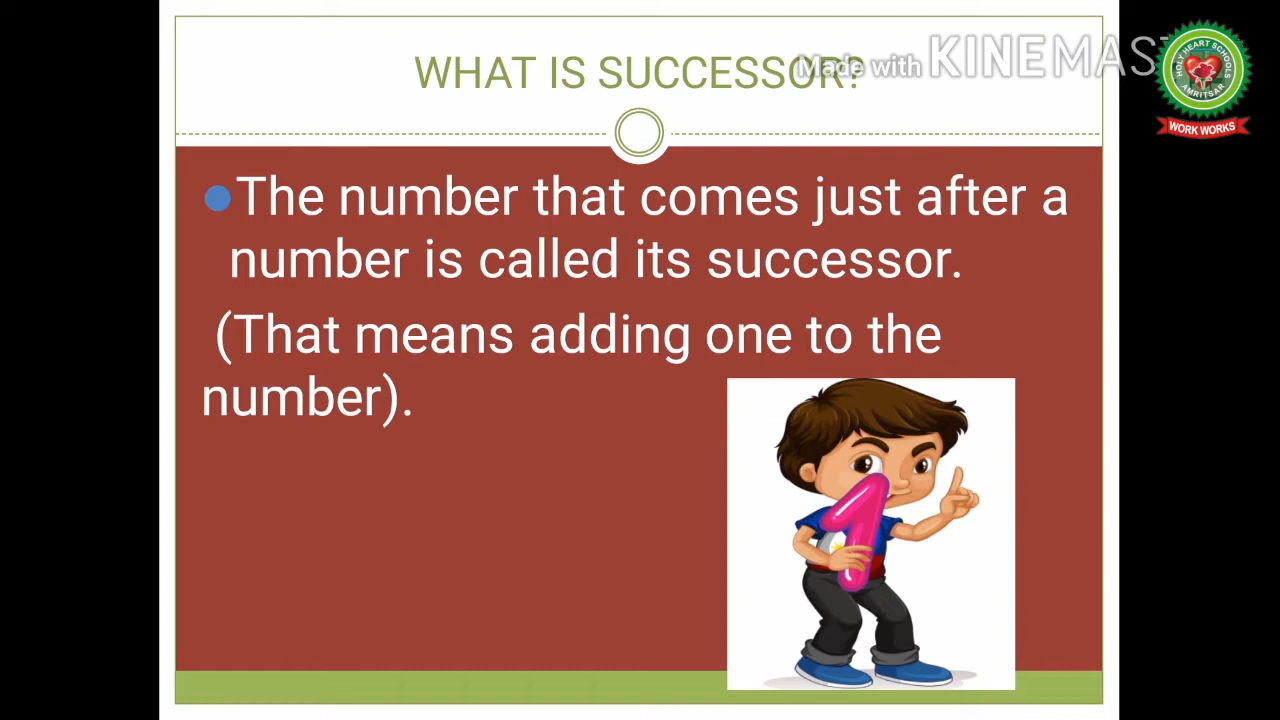 WHAT IS SUCCESSOR?
Made with KINEMAS
HOLY HEART SCHOOLS
AMRITSAR
WORK WORKS
The number that comes just after a
number is called its successor.
(That means adding one to the
number).
1